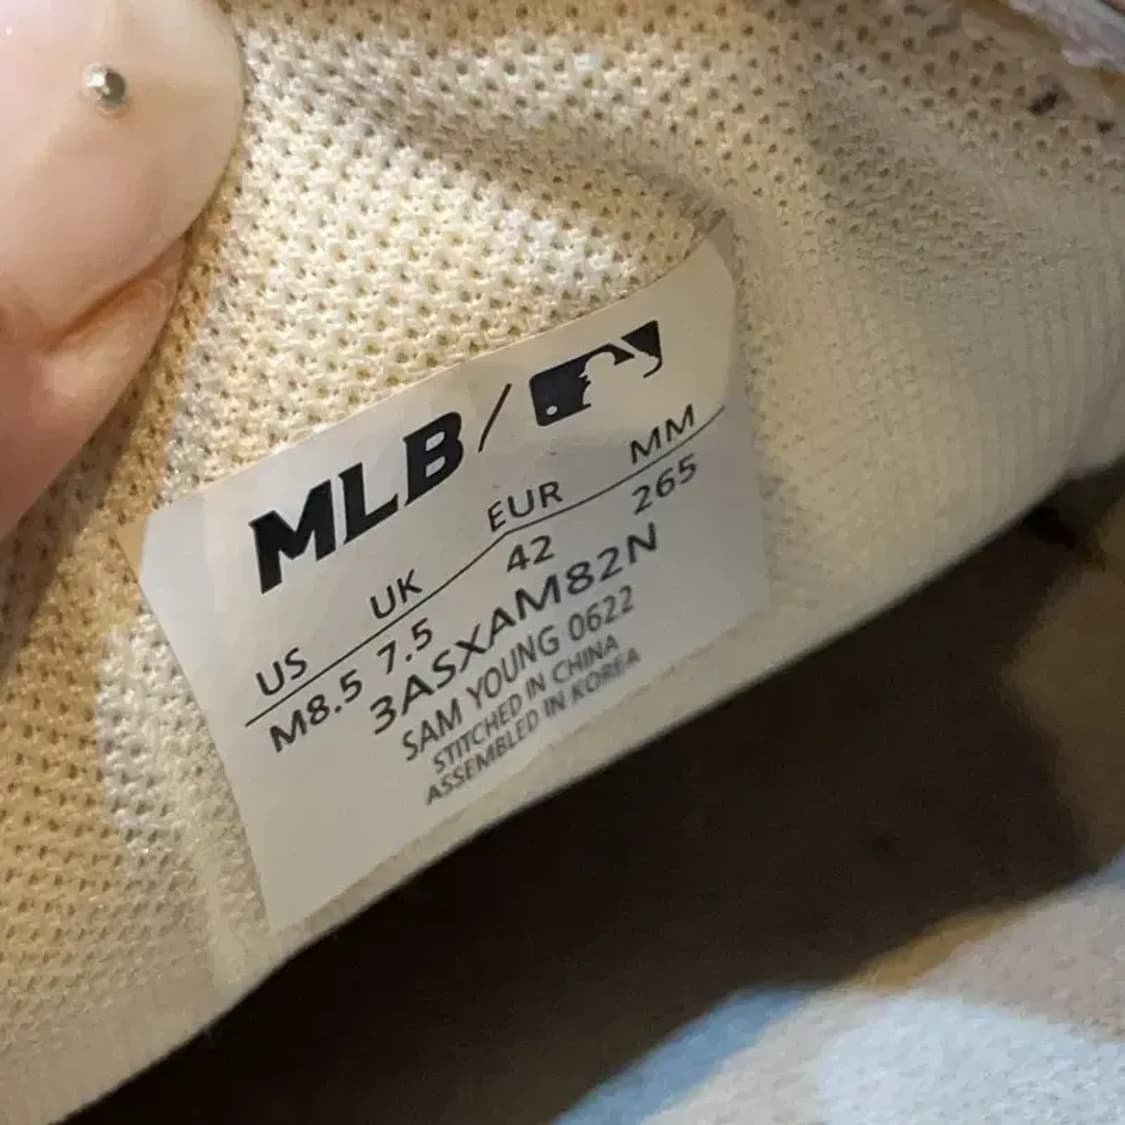 MLB/
US UK EUR MM
M8.5 7.5 42 265
3ASXAM82N
SAM YOUNG 0622
STITCHED IN CHINA
ASSEMBLED IN KOREA